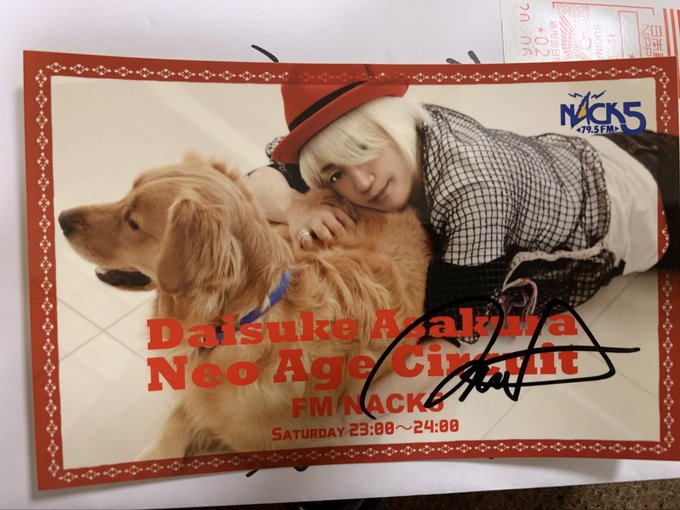 NACK5
79.5FM
Daisuke Asakura
Neo Age Circuit
FM NACK5
SATURDAY 23:00〜24:00